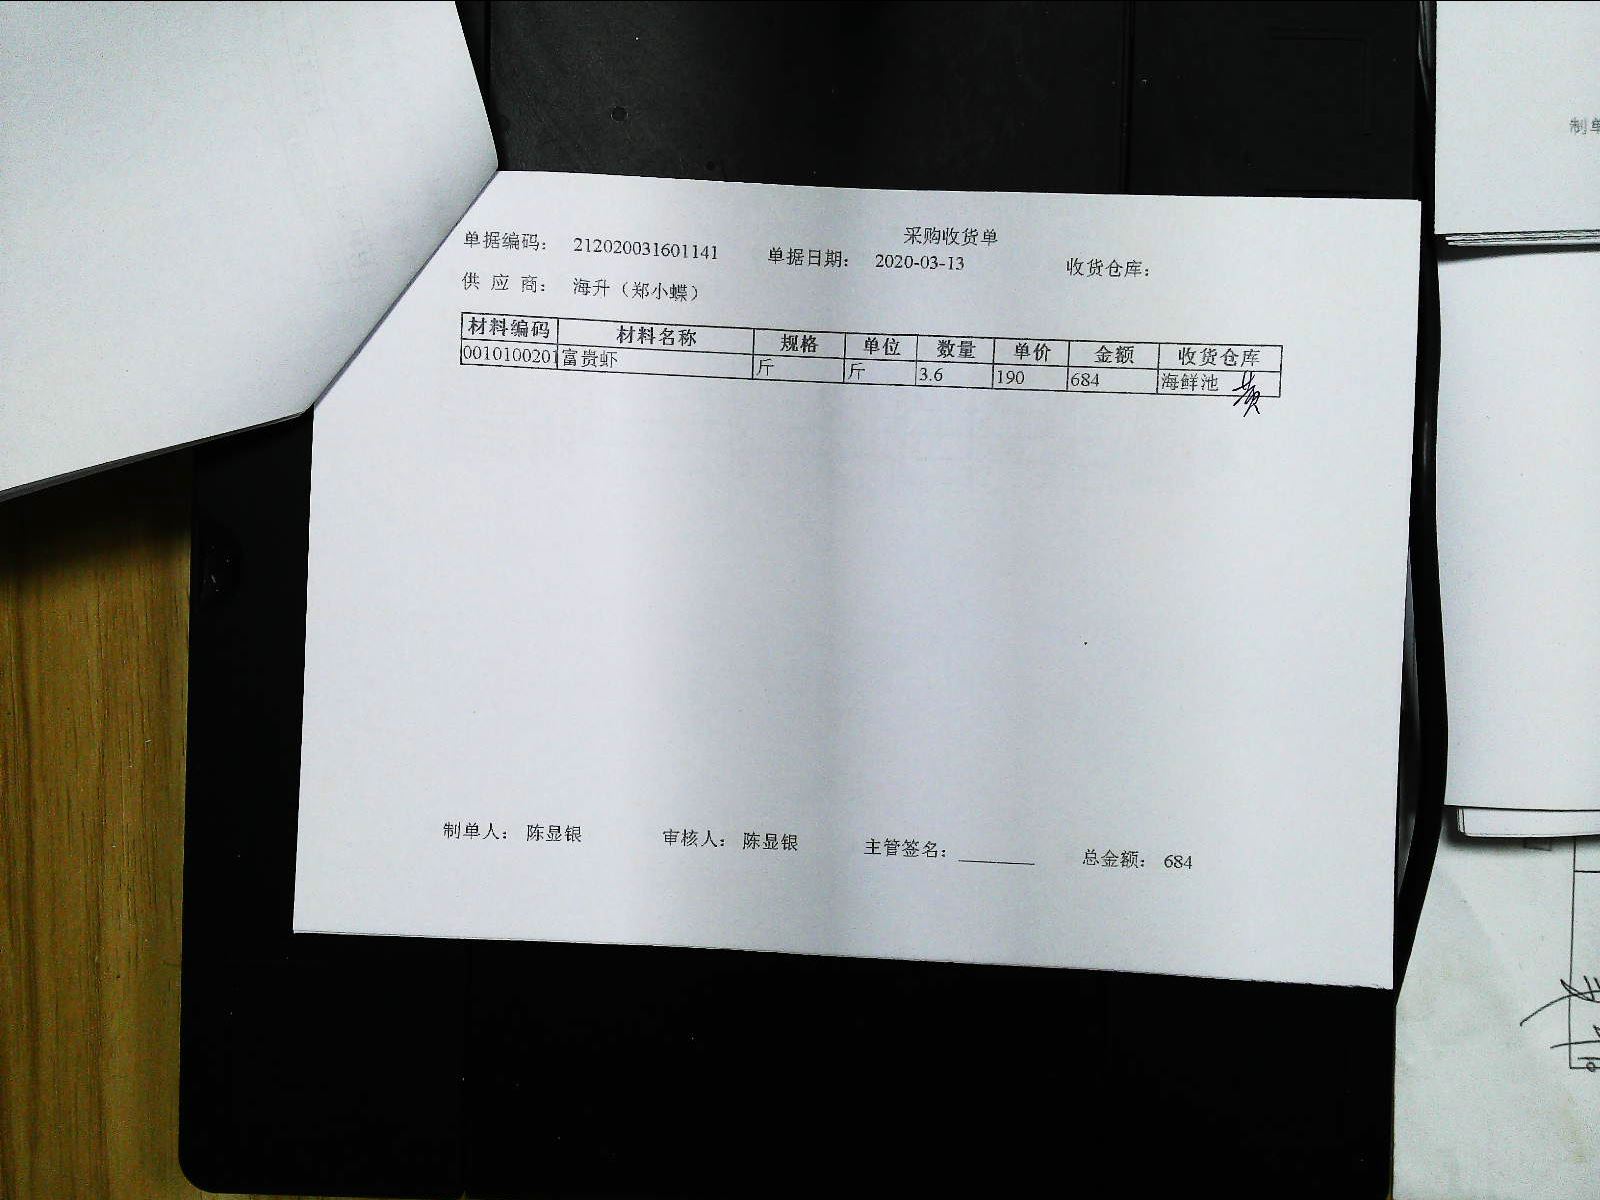 采购收货单
单据编码： 212020031601141 单据日期： 2020-03-13 收货仓库：
供 应 商： 海升（郑小蝶）
材料编码 材料名称 规格 单位 数量 单价 金额 收货仓库
0010100201 富贵虾 斤 斤 3.6 190 684 海鲜池
制单人： 陈显银 审核人： 陈显银 主管签名： 总金额： 684
制单